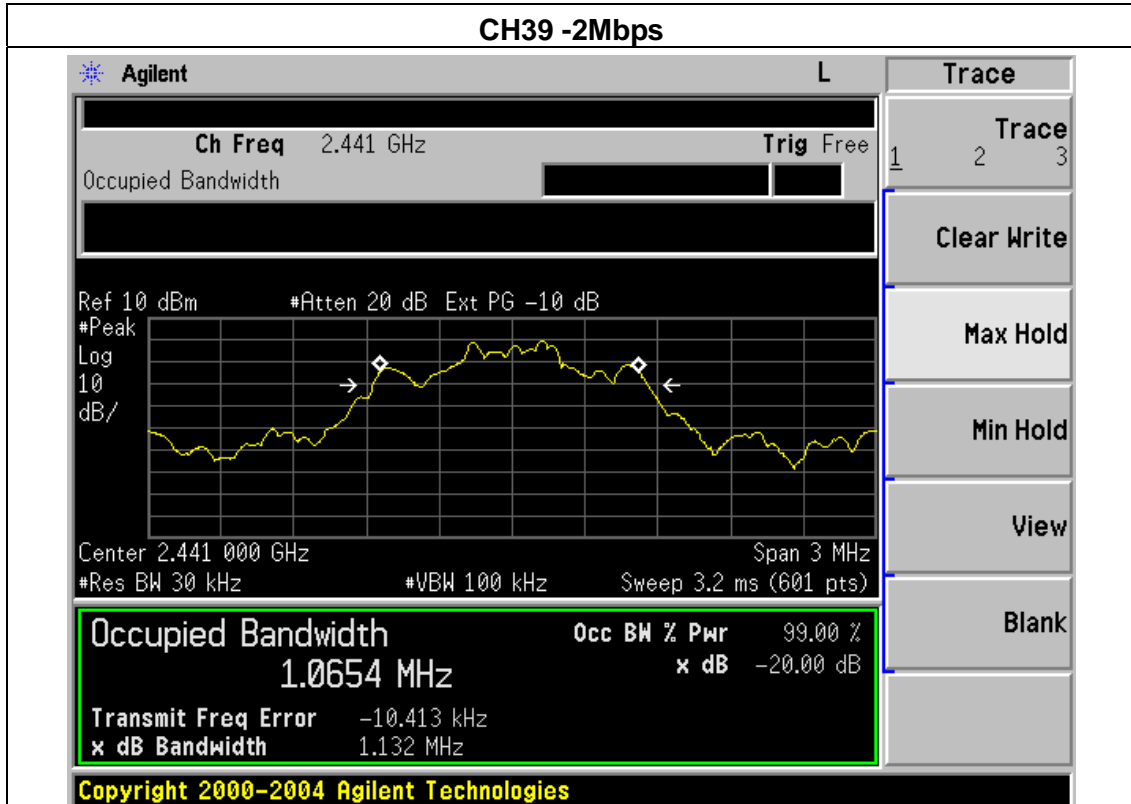 CH39 -2Mbps
Agilent L Trace
Ch Freq 2.441 GHz Trig Free
Occupied Bandwidth
Trace
1 2 3
Clear Write
Ref 10 dBm #Atten 20 dB Ext PG -10 dB
#Peak
Log
10
dB/
Max Hold
Min Hold
View
Center 2.441 000 GHz Span 3 MHz
#Res BW 30 kHz #VBW 100 kHz Sweep 3.2 ms (601 pts)
Blank
Occupied Bandwidth Occ BW % Pwr 99.00 %
1.0654 MHz x dB -20.00 dB
Transmit Freq Error -10.413 kHz
x dB Bandwidth 1.132 MHz
Copyright 2000-2004 Agilent Technologies